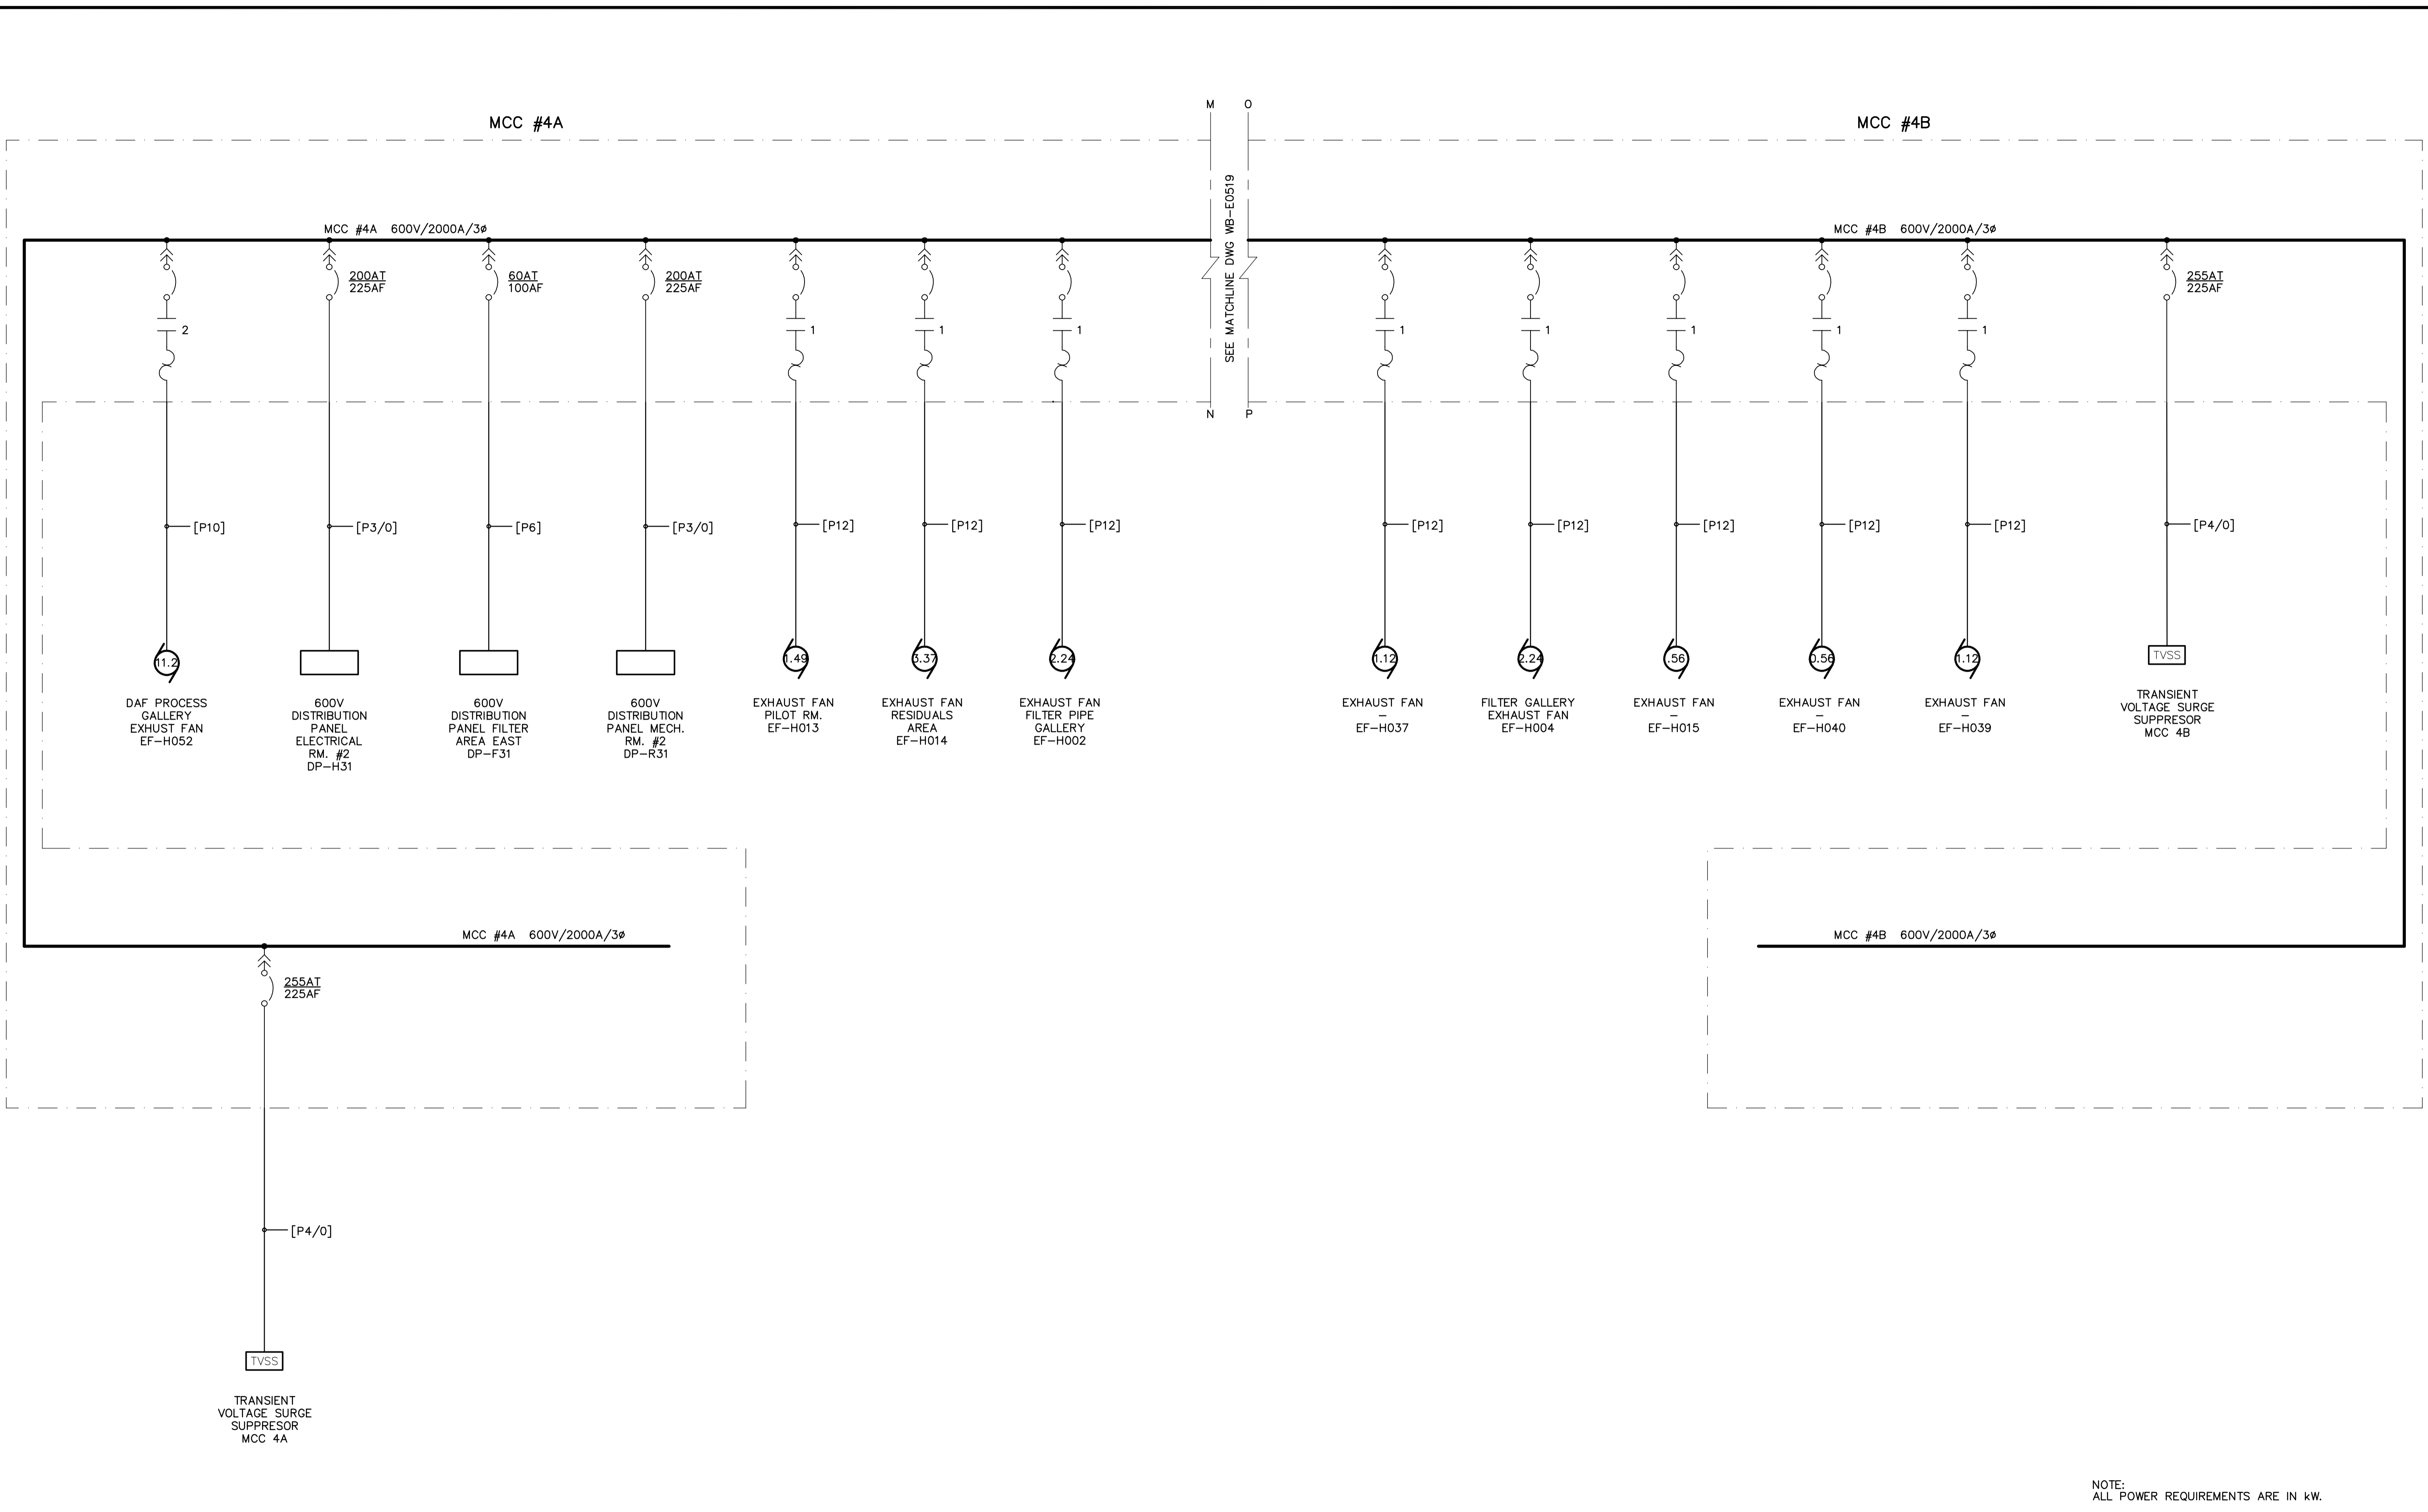 M O
MCC #4A
MCC #4B
SEE MATCHLINE DWG WB-E0519
MCC #4A 600V/2000A/3ø
MCC #4B 600V/2000A/3ø
200AT
225AF
60AT
100AF
200AT
225AF
255AT
225AF
2
1
1
1
1
1
1
1
1
N P
[P10]
[P3/0]
[P6]
[P3/0]
[P12]
[P12]
[P12]
[P12]
[P12]
[P12]
[P12]
[P12]
[P4/0]
11.2
1.49
3.37
2.24
1.12
2.24
.56
0.56
1.12
TVSS
DAF PROCESS
GALLERY
EXHUST FAN
EF-H052
600V
DISTRIBUTION
PANEL
ELECTRICAL
RM. #2
DP-H31
600V
DISTRIBUTION
PANEL FILTER
AREA EAST
DP-F31
600V
DISTRIBUTION
PANEL MECH.
RM. #2
DP-R31
EXHAUST FAN
PILOT RM.
EF-H013
EXHAUST FAN
RESIDUALS
AREA
EF-H014
EXHAUST FAN
FILTER PIPE
GALLERY
EF-H002
EXHAUST FAN
-
EF-H037
FILTER GALLERY
EXHAUST FAN
EF-H004
EXHAUST FAN
-
EF-H015
EXHAUST FAN
-
EF-H040
EXHAUST FAN
-
EF-H039
TRANSIENT
VOLTAGE SURGE
SUPPRESOR
MCC 4B
MCC #4A 600V/2000A/3ø
MCC #4B 600V/2000A/3ø
255AT
225AF
[P4/0]
TVSS
TRANSIENT
VOLTAGE SURGE
SUPPRESOR
MCC 4A
NOTE:
ALL POWER REQUIREMENTS ARE IN kW.